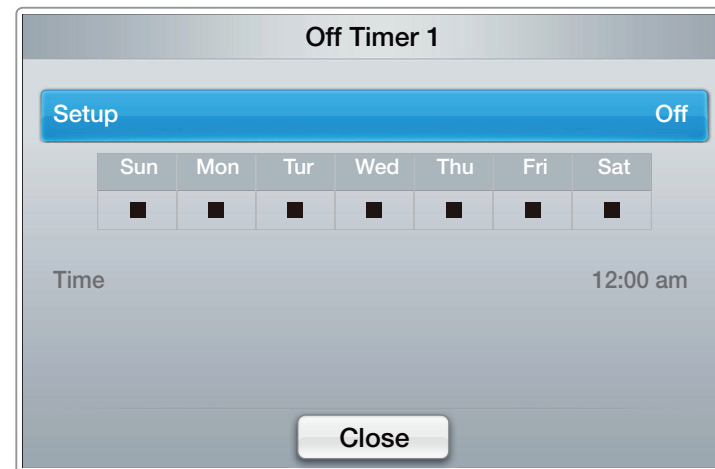 Off Timer 1
Setup Off
Sun Mon Tur Wed Thu Fri Sat
Time 12:00 am
Close